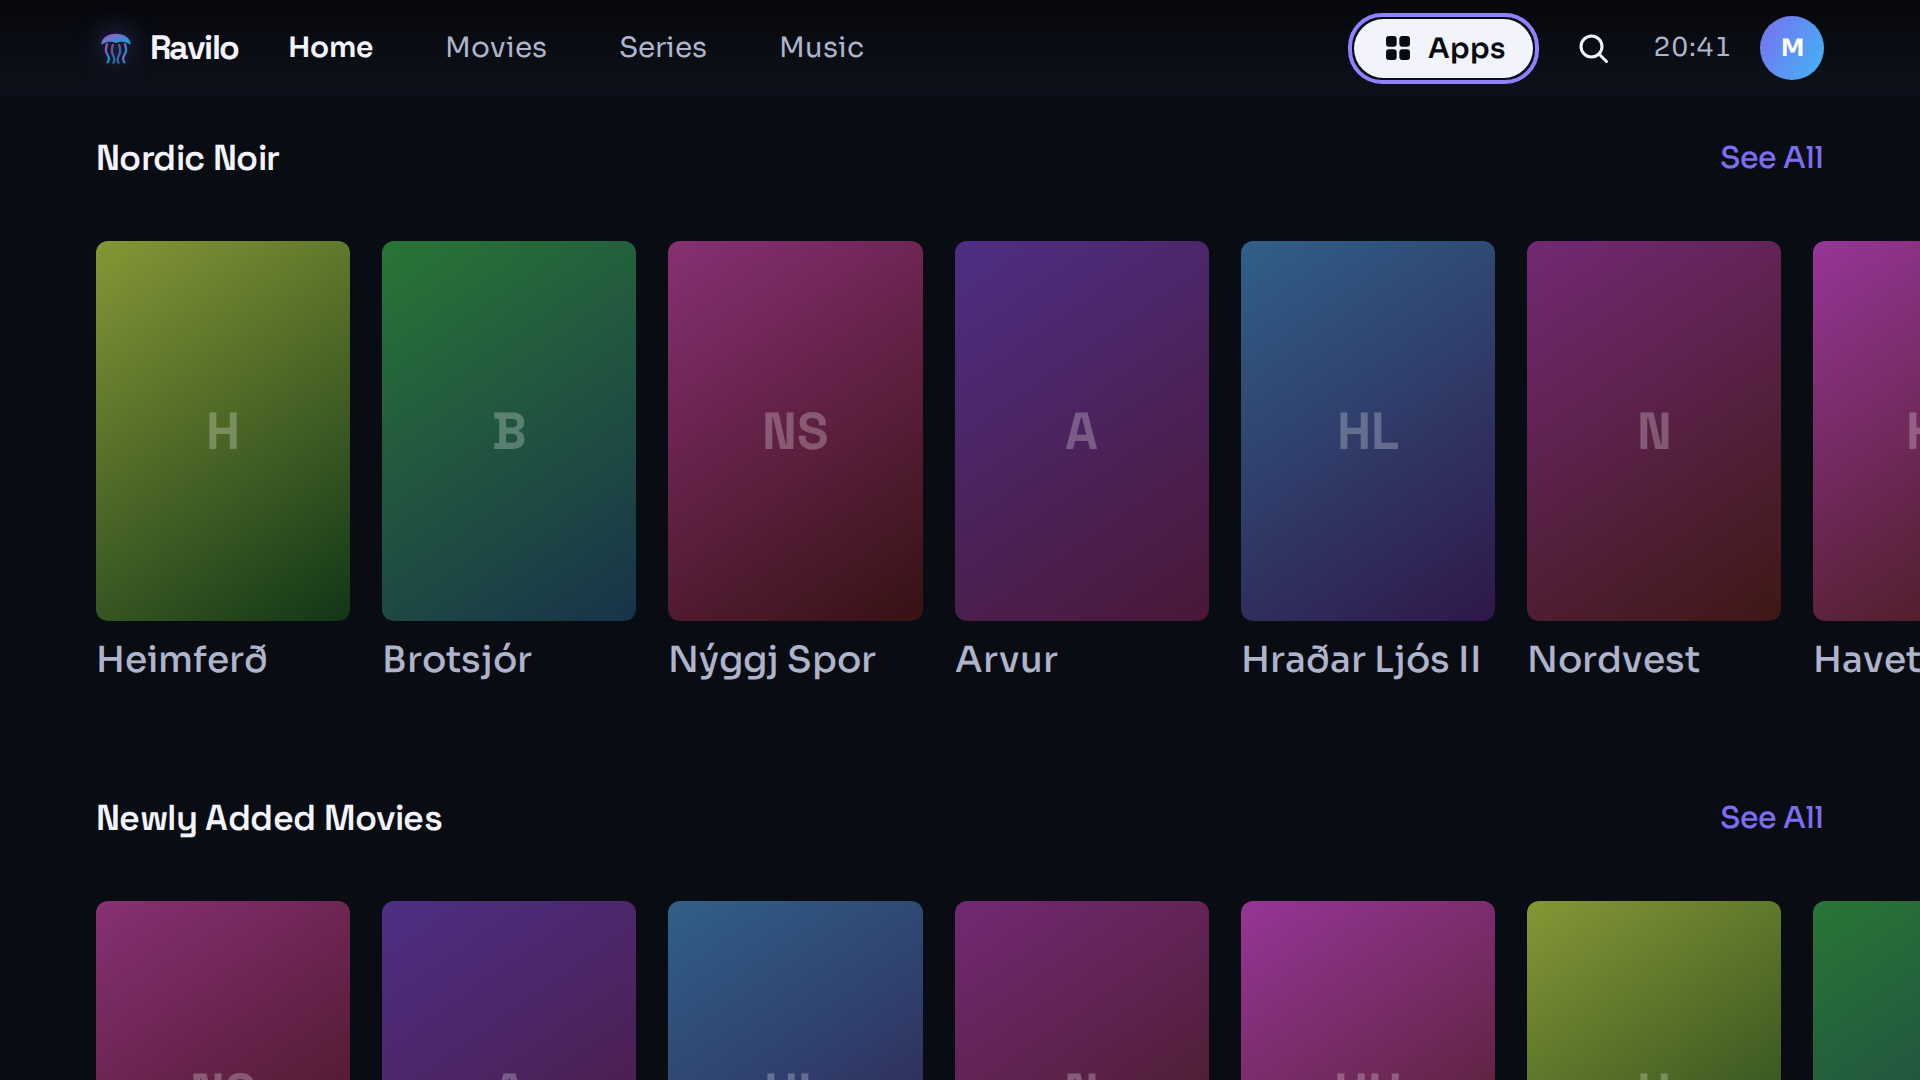 Ravilo
Home
Movies
Series
Music
Apps
20:41
M
Nordic Noir
See All
H
B
NS
A
HL
N
Heimferð
Brotsjór
Nýggj Spor
Arvur
Hraðar Ljós II
Nordvest
Havet
Newly Added Movies
See All